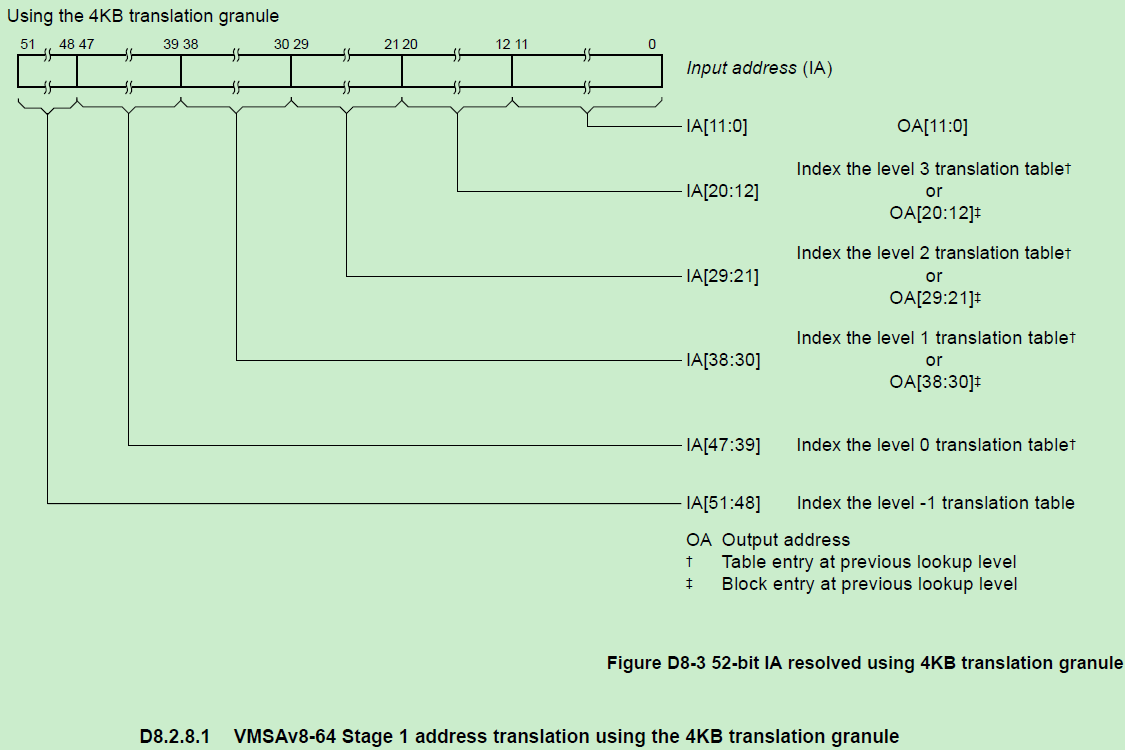 Using the 4KB translation granule
51 48 47 39 38 30 29 21 20 12 11 0
Input address (IA)
IA[11:0] OA[11:0]
Index the level 3 translation table†
IA[20:12] or
OA[20:12]‡
Index the level 2 translation table†
IA[29:21] or
OA[29:21]‡
Index the level 1 translation table†
IA[38:30] or
OA[38:30]‡
IA[47:39] Index the level 0 translation table†
IA[51:48] Index the level -1 translation table
OA Output address
† Table entry at previous lookup level
‡ Block entry at previous lookup level
Figure D8-3 52-bit IA resolved using 4KB translation granule
D8.2.8.1 VMSAv8-64 Stage 1 address translation using the 4KB translation granule